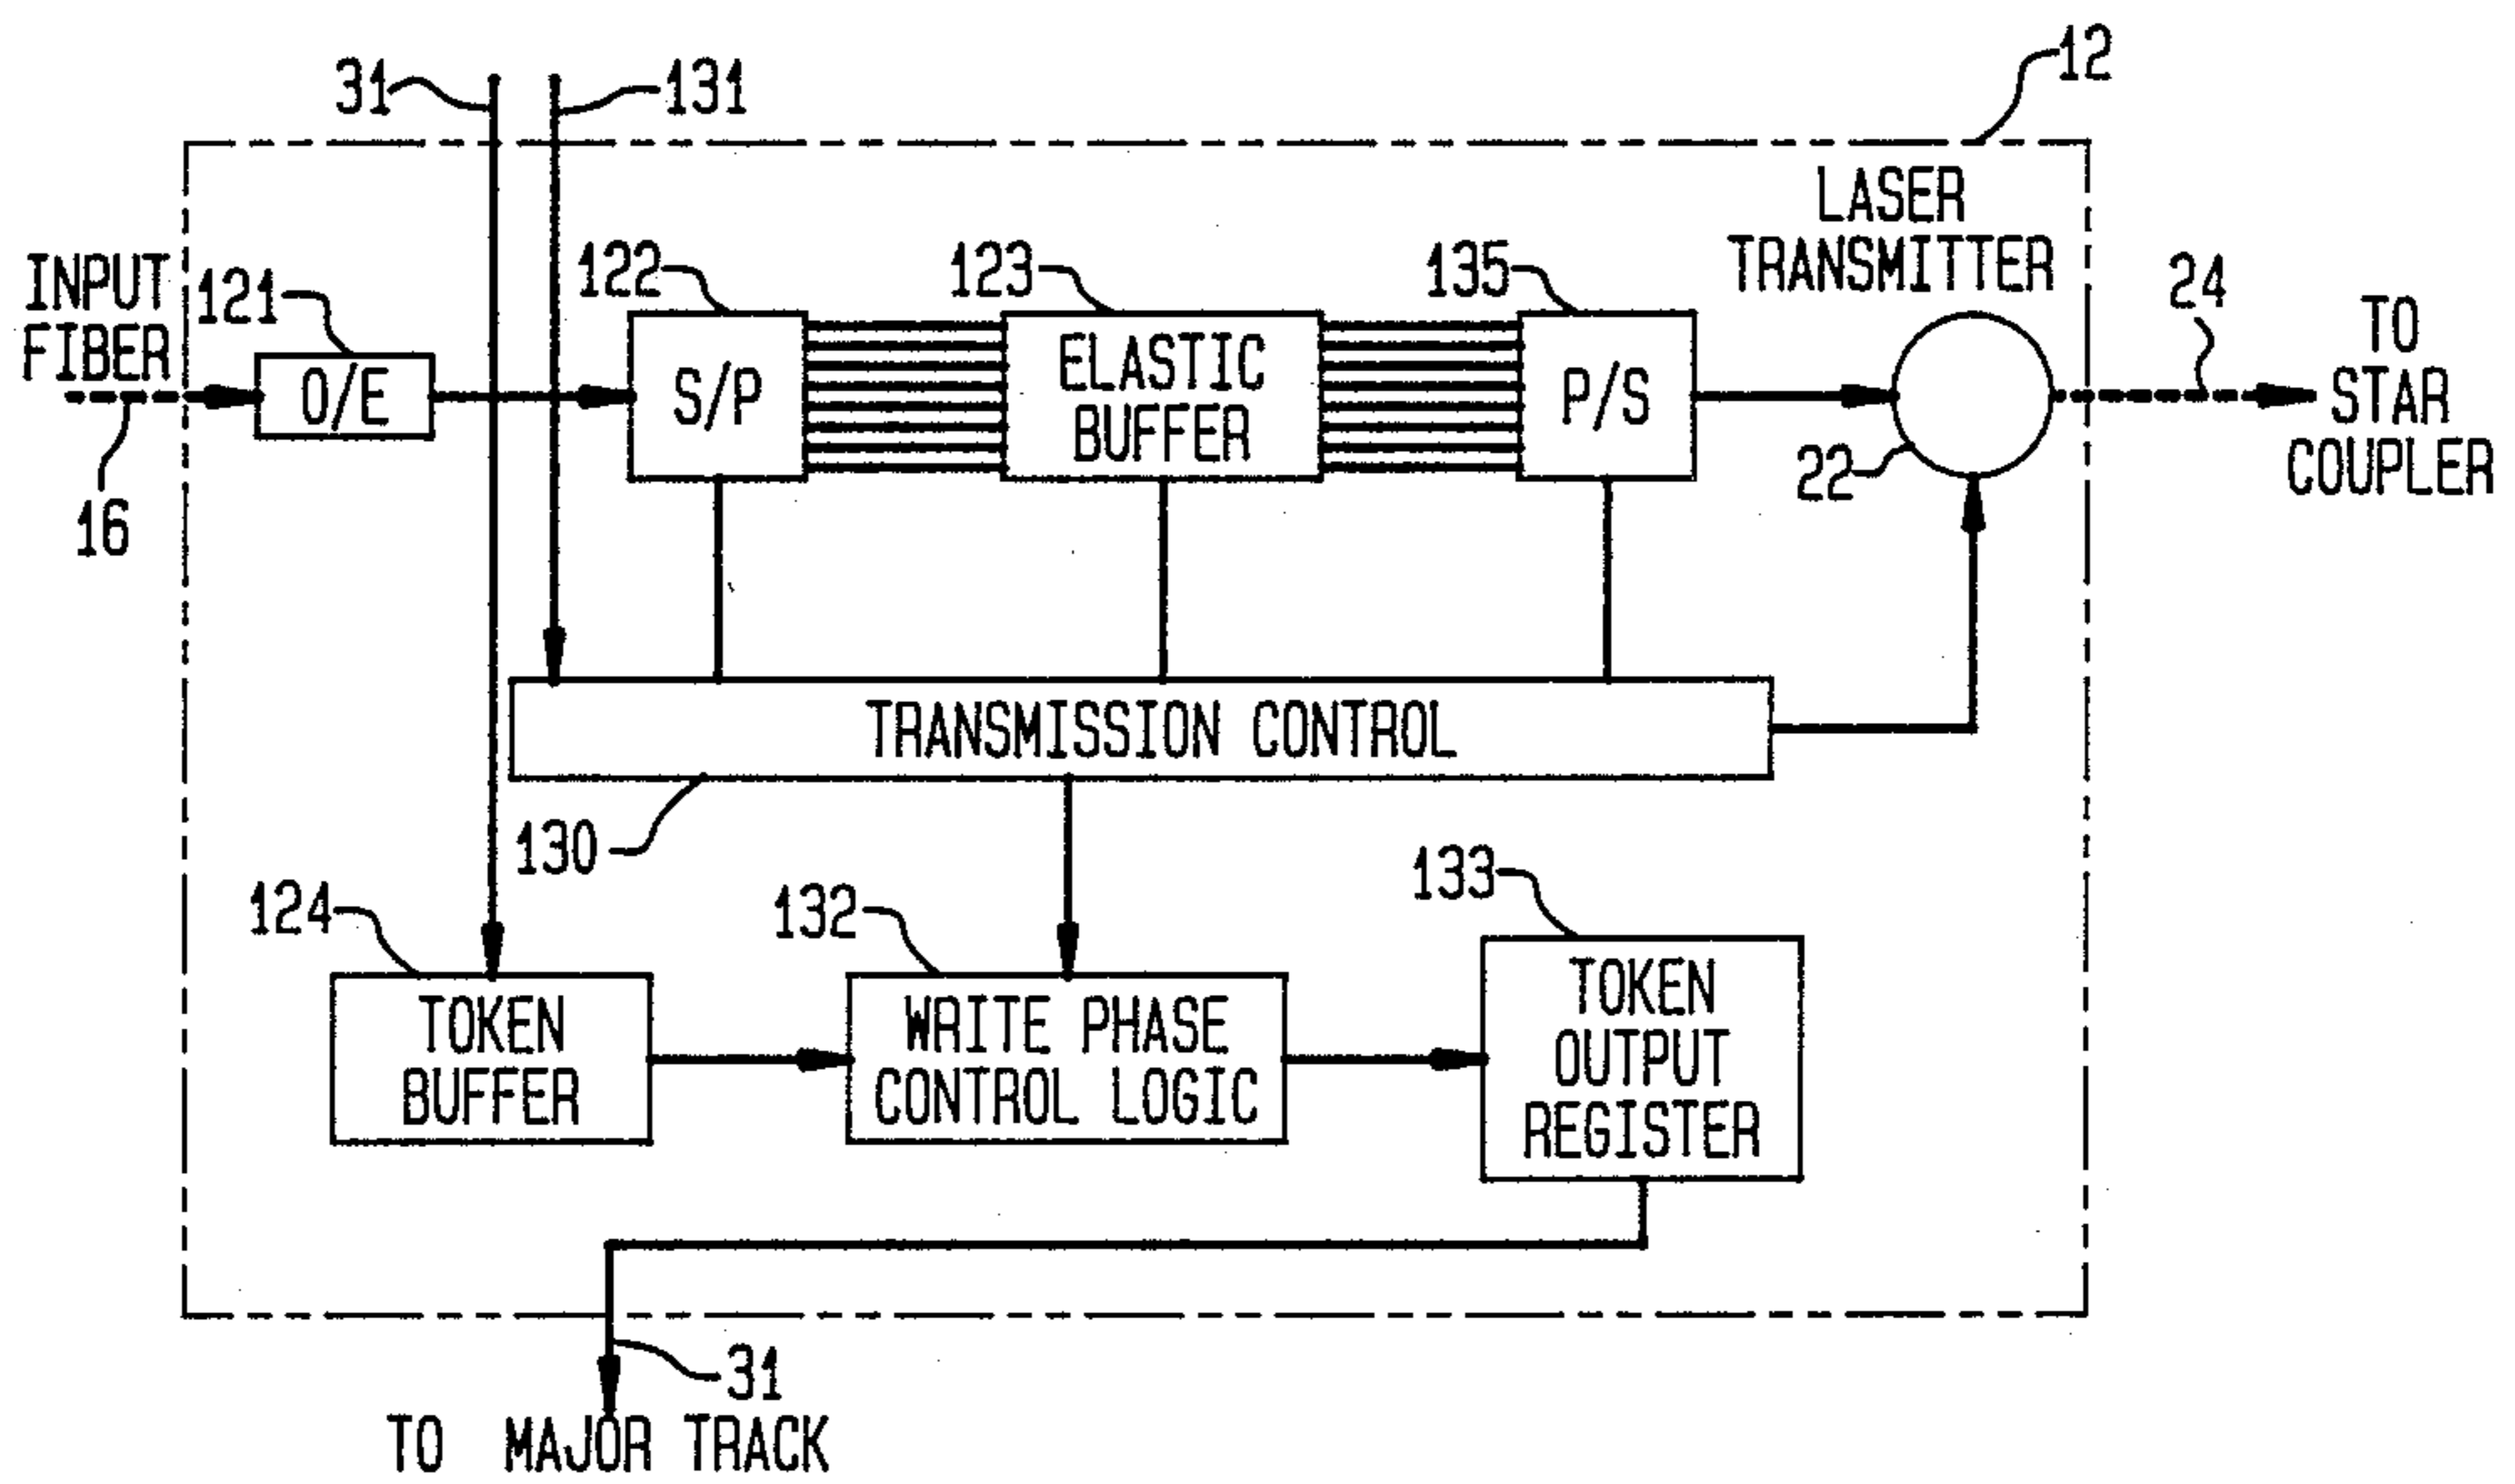 12
31
131
LASER
TRANSMITTER
INPUT
FIBER
121
122
123
135
24
TO
STAR
COUPLER
O/E
S/P
ELASTIC
BUFFER
P/S
22
16
TRANSMISSION CONTROL
130
124
132
133
TOKEN
BUFFER
WRITE PHASE
CONTROL LOGIC
TOKEN
OUTPUT
REGISTER
31
TO MAJOR TRACK